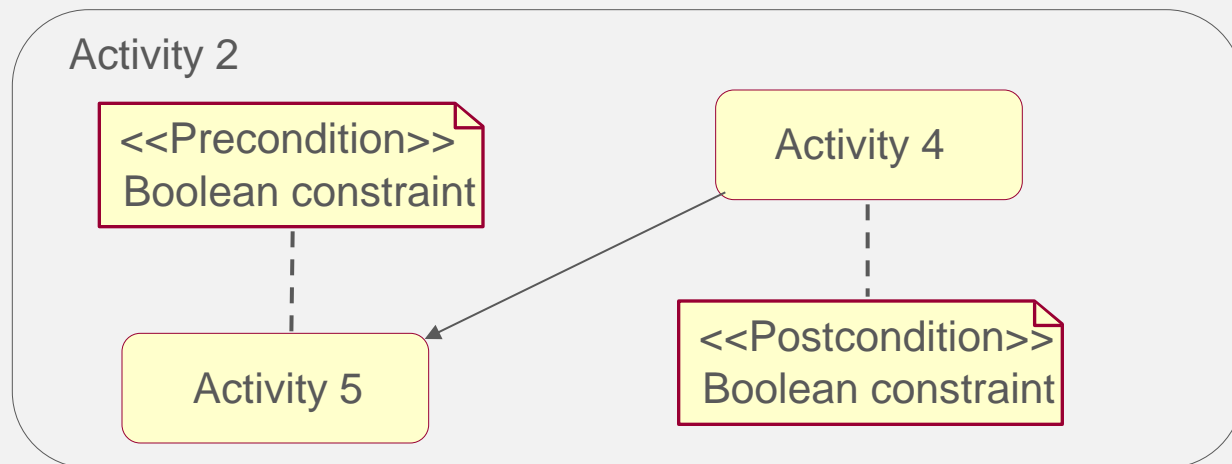 Activity 2
<<Precondition>>
Boolean constraint
Activity 4
Activity 5
<<Postcondition>>
Boolean constraint